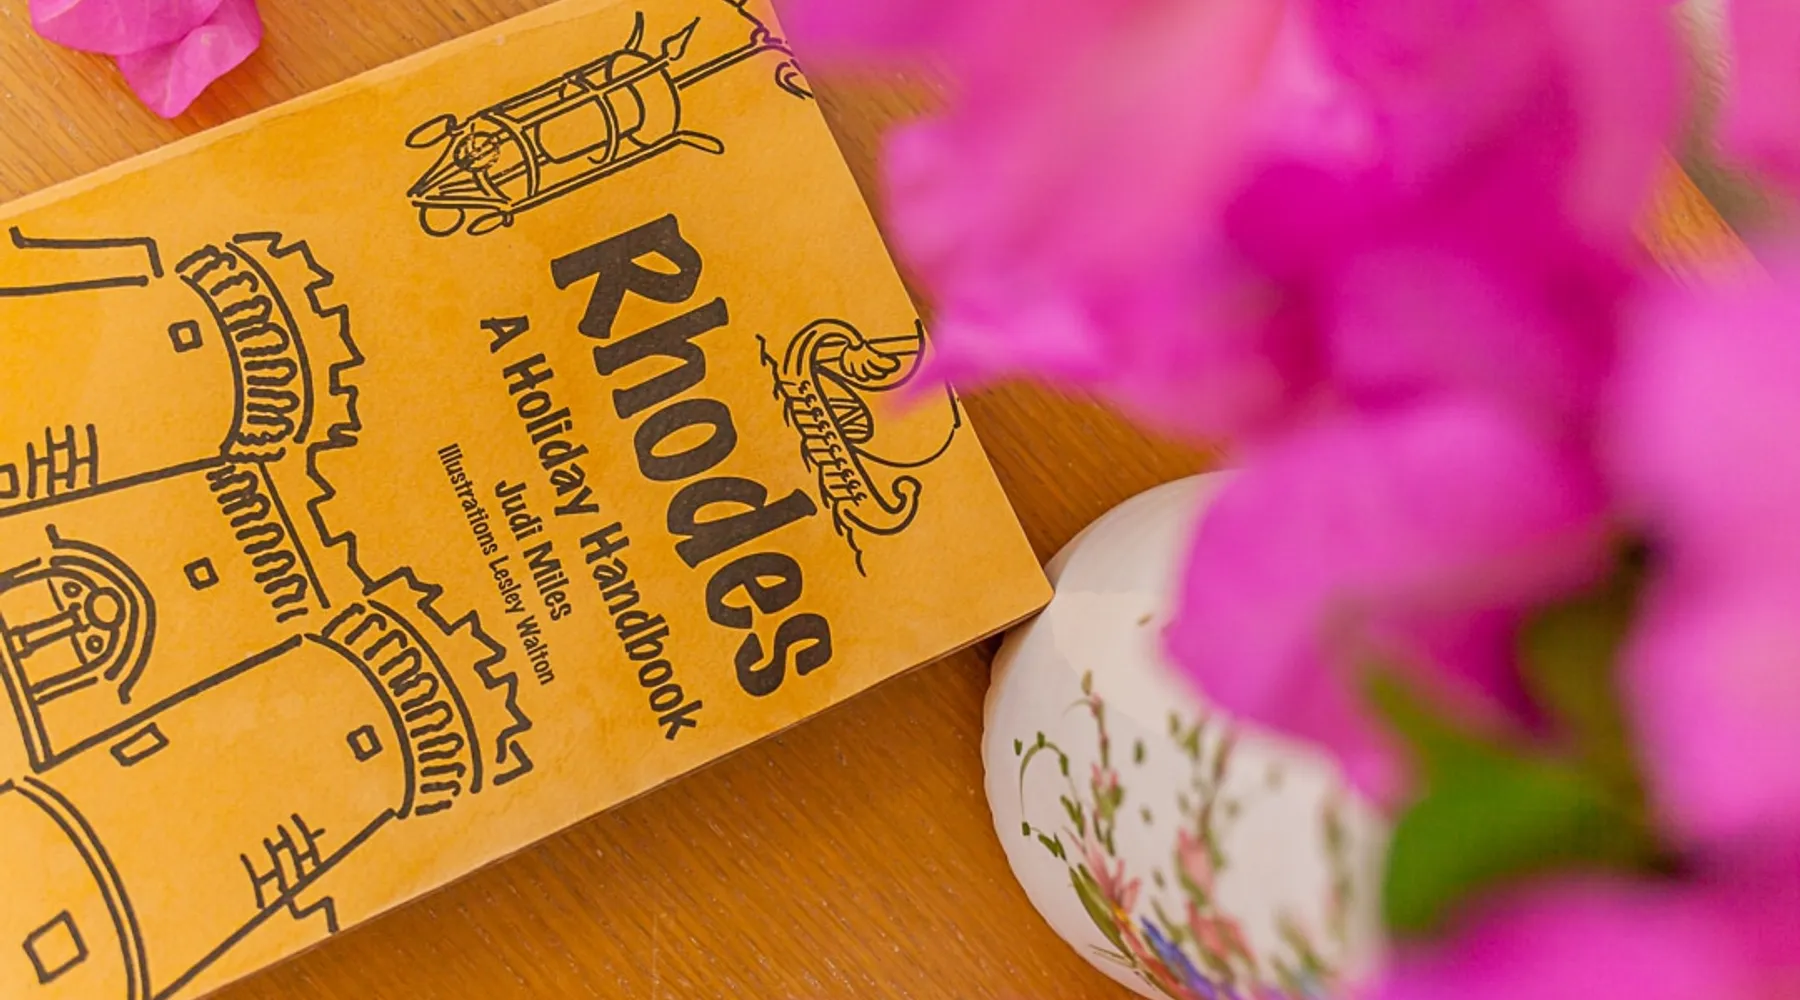 Rhodes
A Holiday Handbook
Judi Miles
Illustrations Lesley Walton